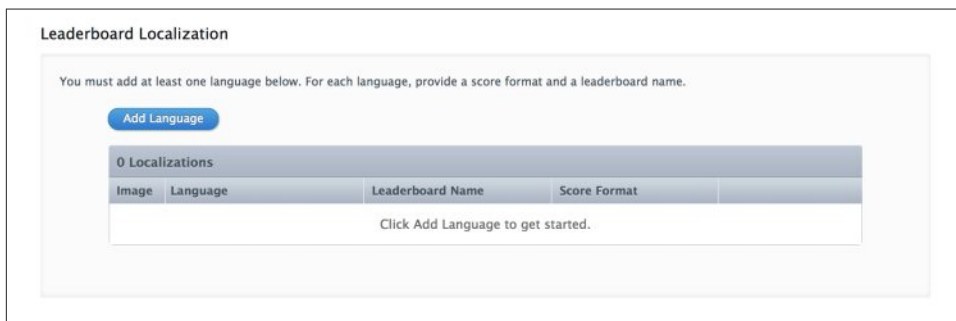 Leaderboard Localization
You must add at least one language below. For each language, provide a score format and a leaderboard name.
Add Language
0 Localizations
Image Language Leaderboard Name Score Format
Click Add Language to get started.